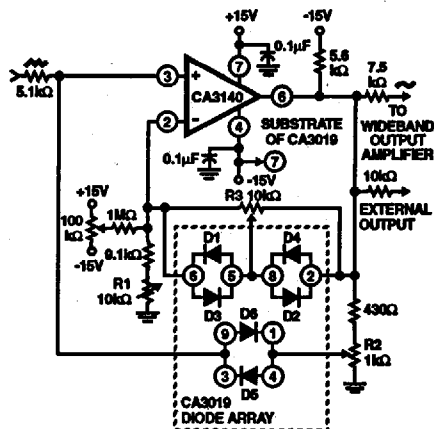 +15V
-15V
0.1µF
5.6
kΩ
7.5
kΩ
7
5.1kΩ
3
+
CA3140
6
TO
WIDEBAND
OUTPUT
AMPLIFIER
2
-
4
SUBSTRATE
OF CA3019
0.1µF
7
-15V
10kΩ
EXTERNAL
OUTPUT
R3 10kΩ
+15V
100
kΩ
1MΩ
-15V
9.1kΩ
R1
10kΩ
D1
D4
6
5
8
2
D3
D2
430Ω
9
D6
1
R2
1kΩ
3
D5
4
CA3019
DIODE ARRAY